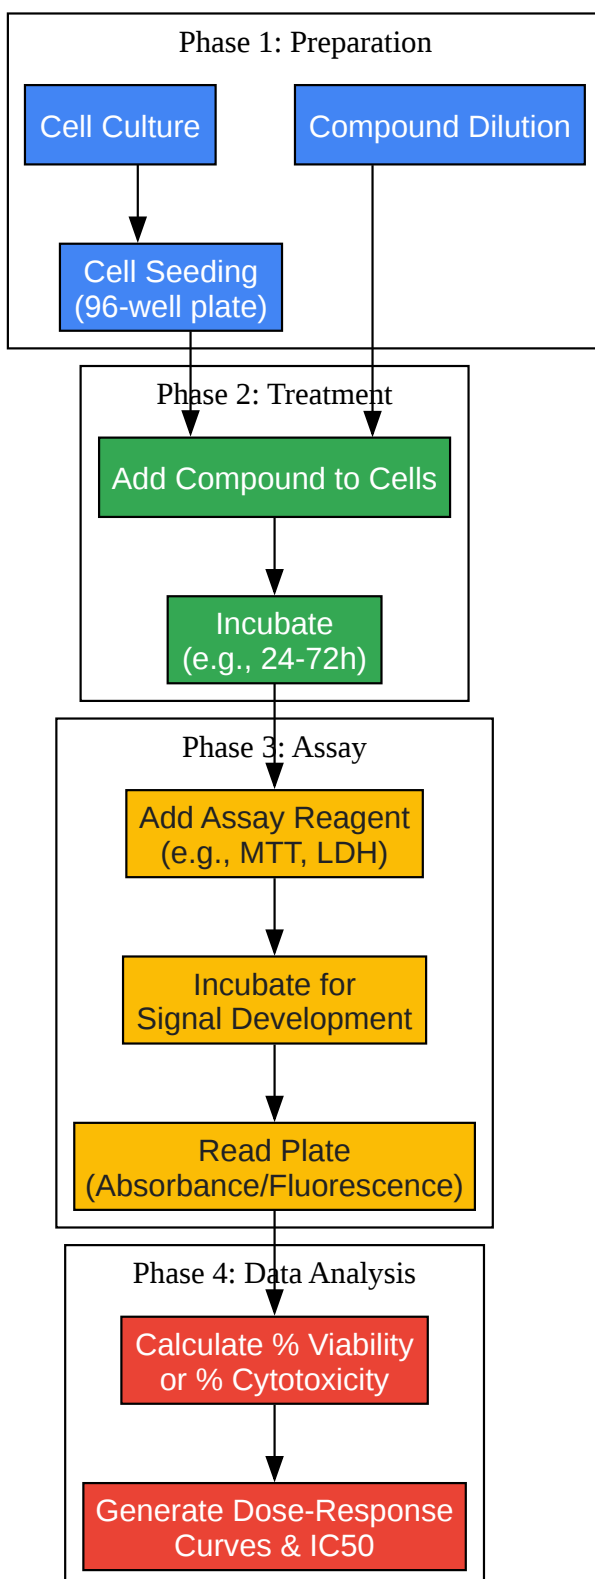 Phase 1: Preparation
Cell Culture
Compound Dilution
Cell Seeding
(96-well plate)
Phase 2: Treatment
Add Compound to Cells
Incubate
(e.g., 24-72h)
Phase 3: Assay
Add Assay Reagent
(e.g., MTT, LDH)
Incubate for
Signal Development
Read Plate
(Absorbance/Fluorescence)
Phase 4: Data Analysis
Calculate % Viability
or % Cytotoxicity
Generate Dose-Response
Curves & IC50